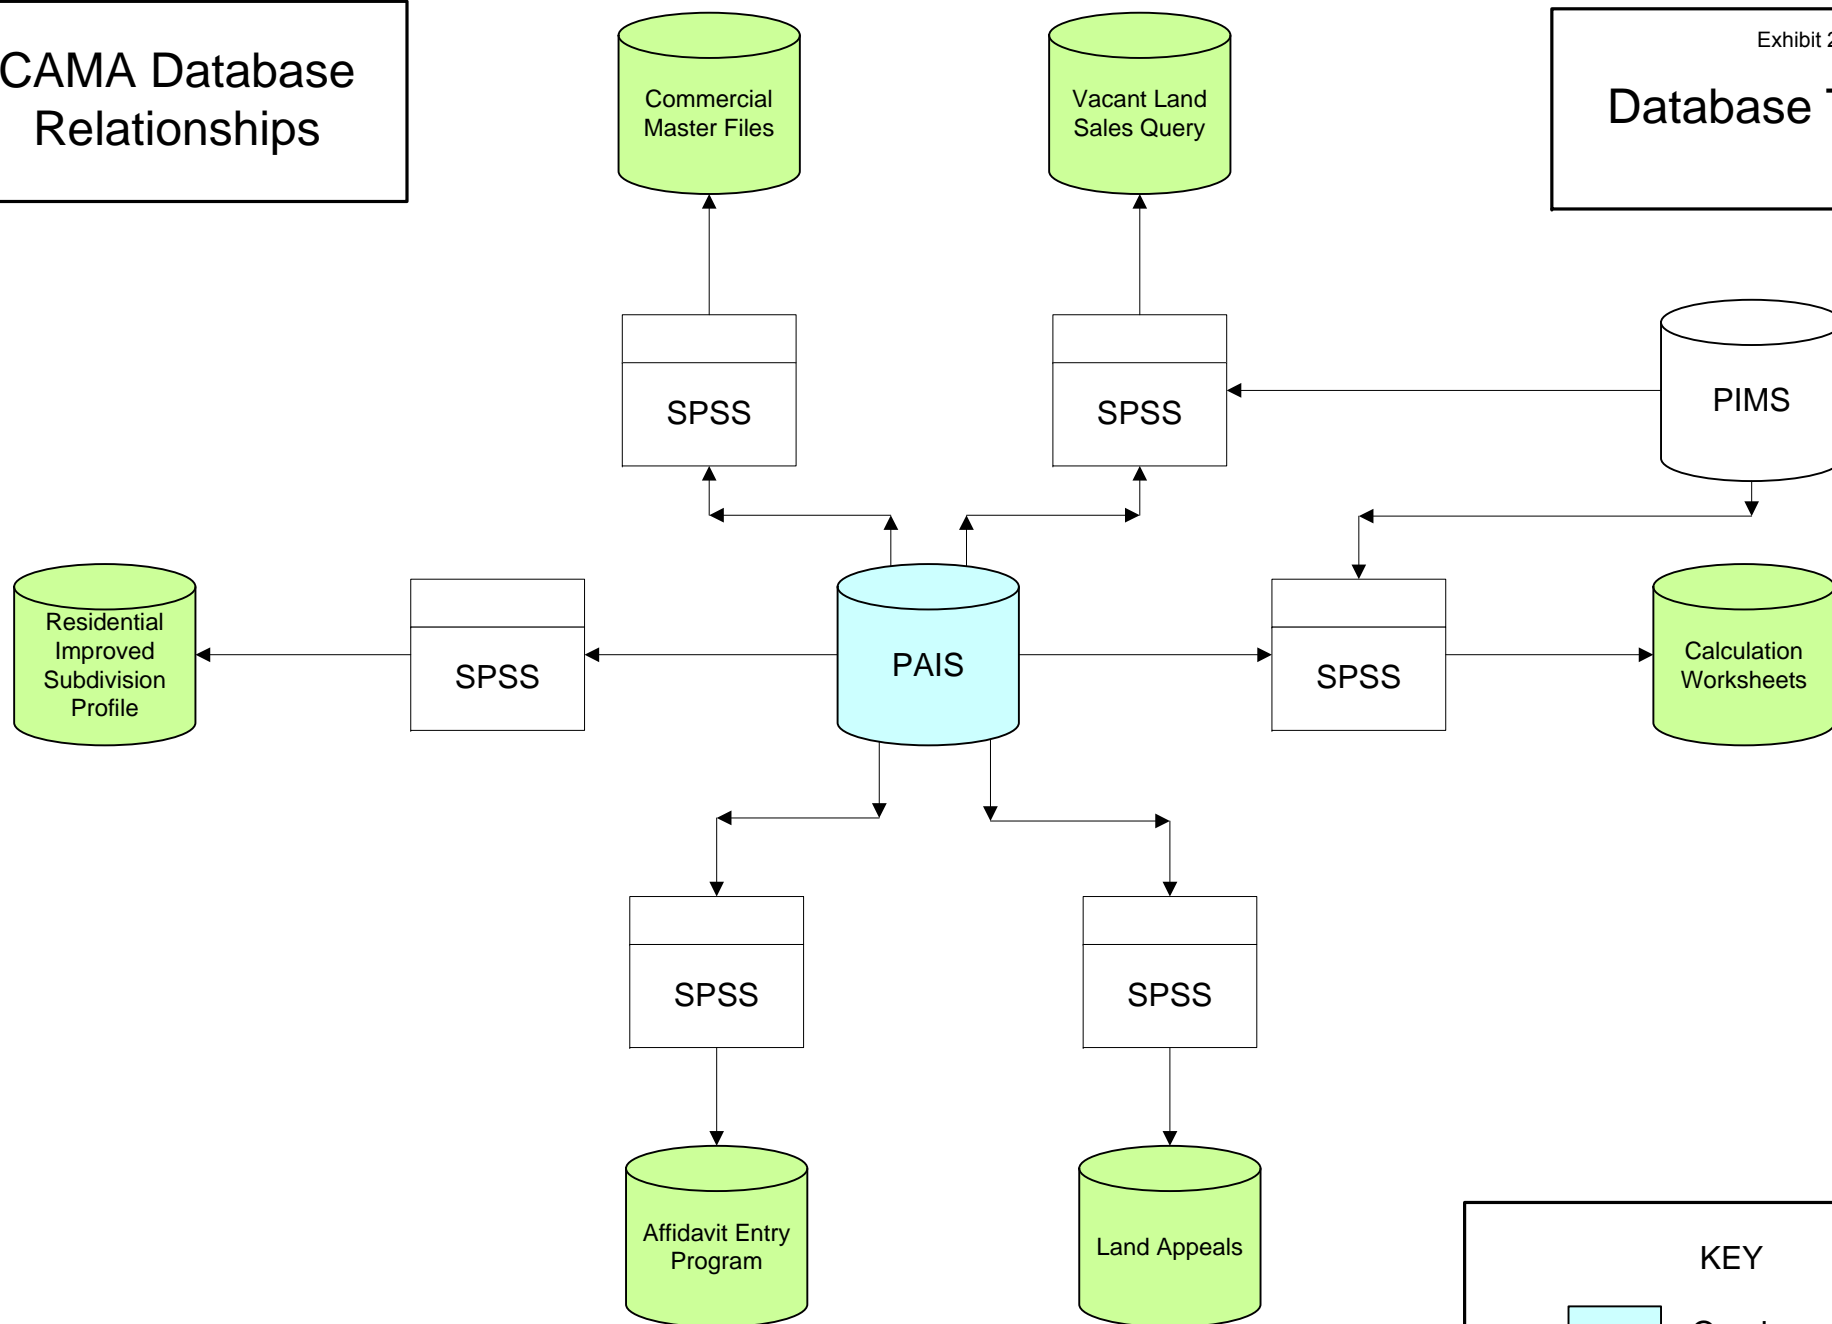 CAMA Database
Relationships
Commercial
Master Files
Vacant Land
Sales Query
Exhibit 2
Database
SPSS
SPSS
PIMS
Residential
Improved
Subdivision
Profile
SPSS
PAIS
SPSS
Calculation
Worksheets
SPSS
SPSS
Affidavit Entry
Program
Land Appeals
KEY